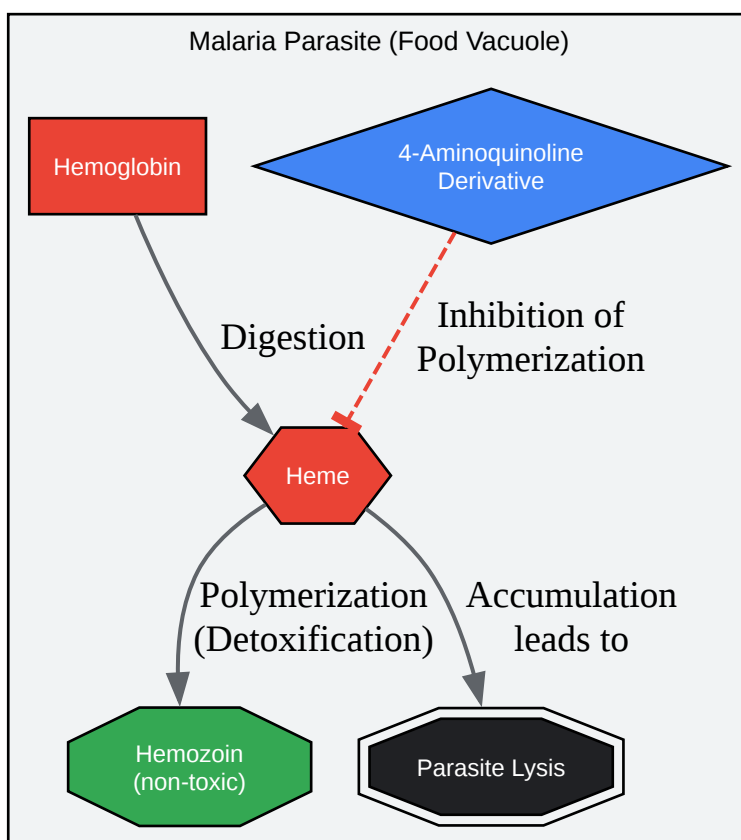 Malaria Parasite (Food Vacuole)
Hemoglobin
4-Aminoquinoline
Derivative
Digestion
Inhibition of
Polymerization
Heme
Polymerization
(Detoxification)
Accumulation
leads to
Hemozoin
(non-toxic)
Parasite Lysis